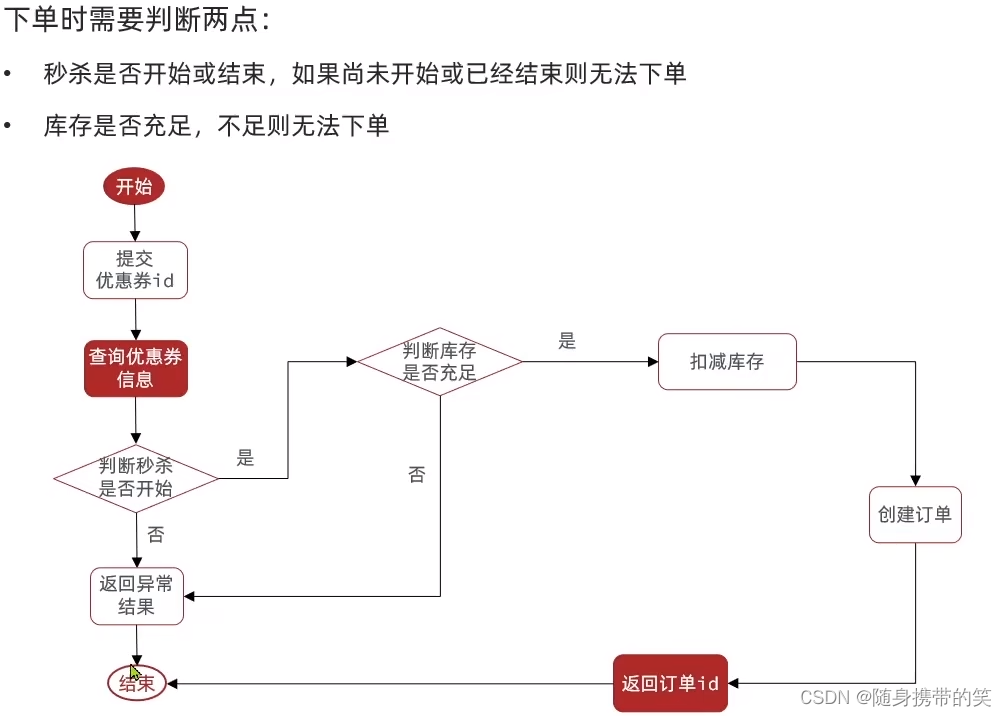 下单时需要判断两点：
• 秒杀是否开始或结束，如果尚未开始或已经结束则无法下单
• 库存是否充足，不足则无法下单
开始
提交
优惠券id
查询优惠券
信息
判断秒杀
是否开始
是
否
返回异常
结果
结束
判断库存
是否充足
是
否
扣减库存
创建订单
返回订单id
CSDN @随身携带的笑